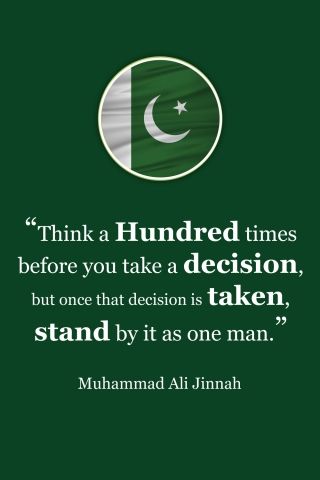 “Think a Hundred times
before you take a decision,
but once that decision is taken,
stand by it as one man.”
Muhammad Ali Jinnah